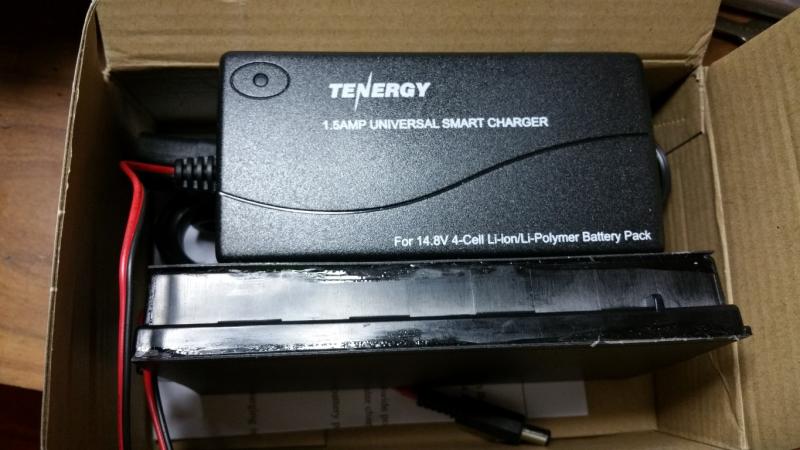 TENERGY
1.5AMP UNIVERSAL SMART CHARGER
For 14.8V 4-Cell Li-ion/Li-Polymer Battery Pack